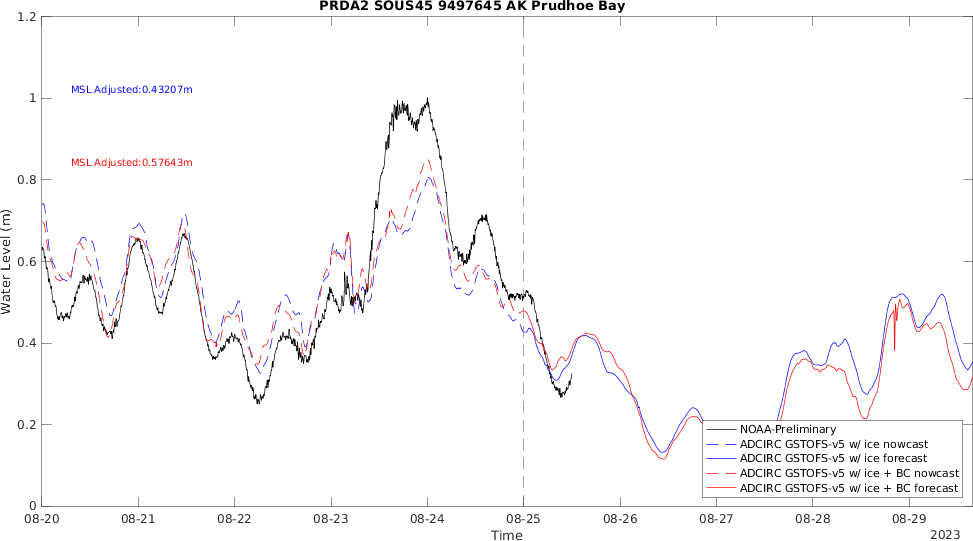 PRDA2 SOUS45 9497645 AK Prudhoe Bay
1.2
1
0.8
0.6
0.4
0.2
0
Water Level (m)
MSL Adjusted:0.43207m
MSL Adjusted:0.57643m
NOAA-Preliminary
ADCIRC GSTOFS-v5 w/ ice nowcast
ADCIRC GSTOFS-v5 w/ ice forecast
ADCIRC GSTOFS-v5 w/ ice + BC nowcast
ADCIRC GSTOFS-v5 w/ ice + BC forecast
08-20 08-21 08-22 08-23 08-24 08-25 08-26 08-27 08-28 08-29
Time
2023